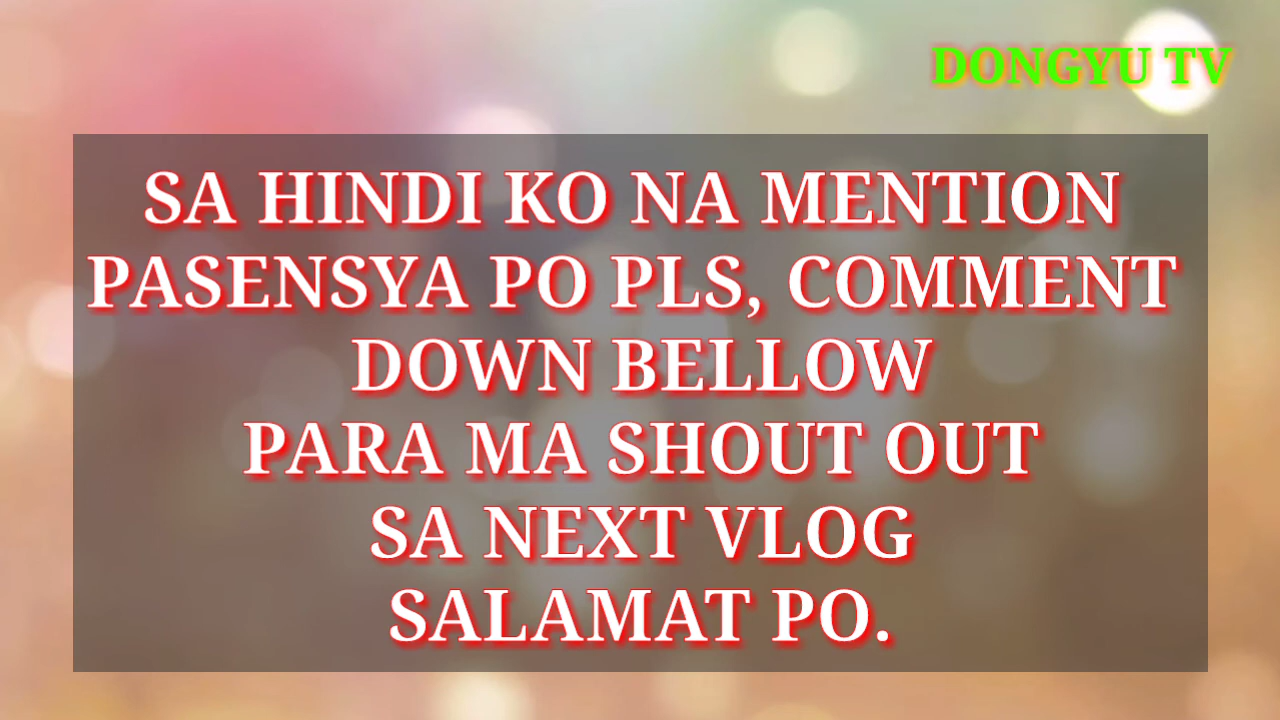 DONGYU TV
SA HINDI KO NA MENTION
PASENSYA PO PLS, COMMENT
DOWN BELLOW
PARA MA SHOUT OUT
SA NEXT VLOG
SALAMAT PO.